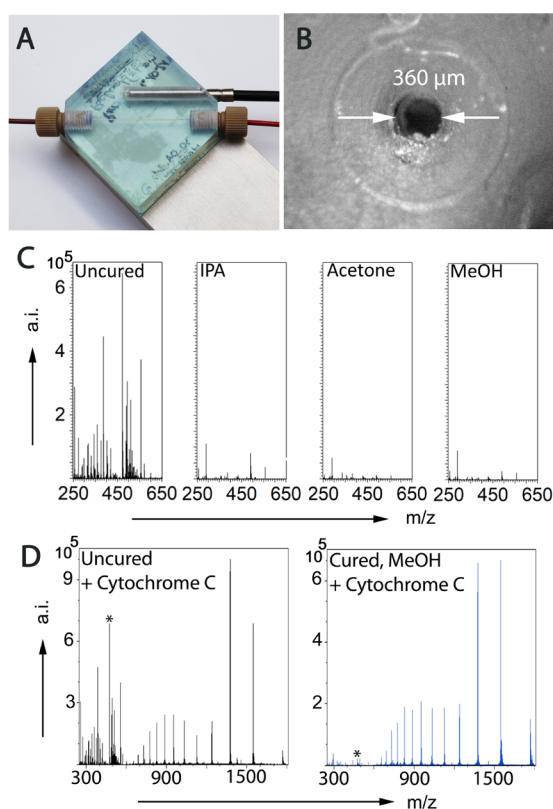 A
B
360 μm
C
10⁵
Uncured
IPA
Acetone
MeOH
6
4
2
a.i.
250 450 650
250 450 650
250 450 650
250 450 650
m/z
D
10⁵
Uncured
+ Cytochrome C
*
9
6
3
a.i.
300 900 1500
10⁵
Cured, MeOH
+ Cytochrome C
6
4
2
*
300 900 1500
m/z